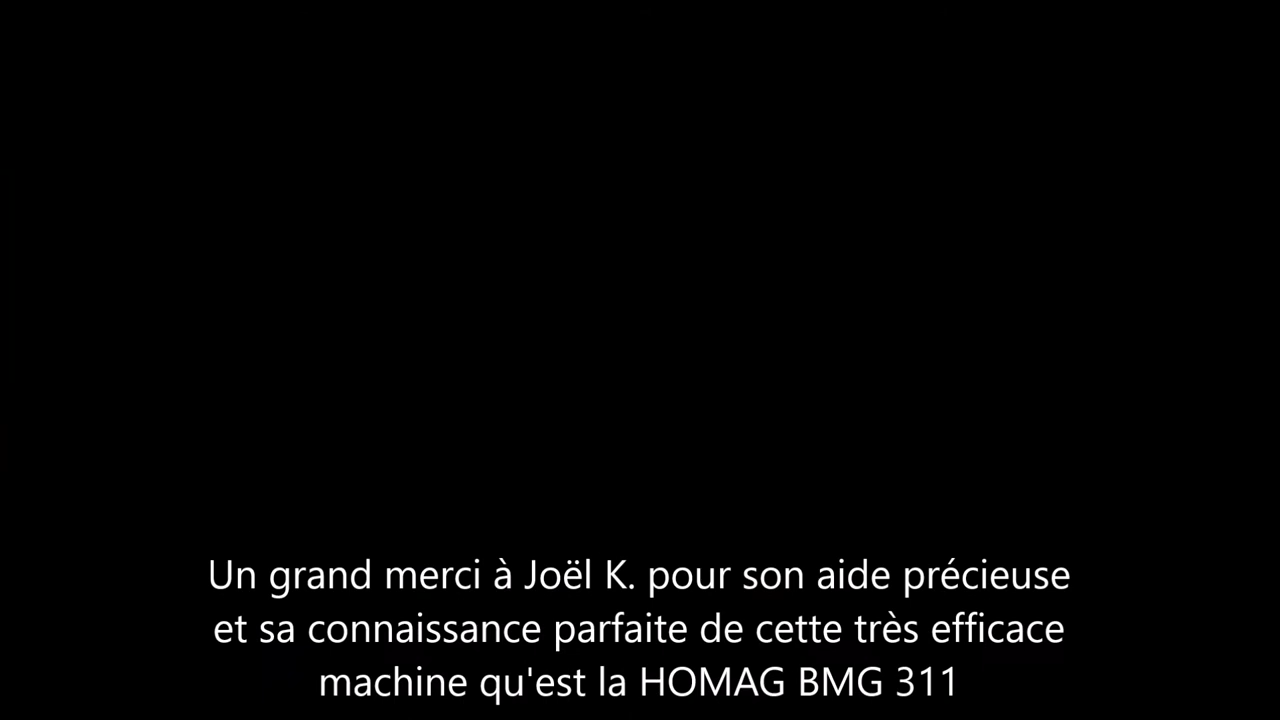 Un grand merci à Joël K. pour son aide précieuse
et sa connaissance parfaite de cette très efficace
machine qu'est la HOMAG BMG 311